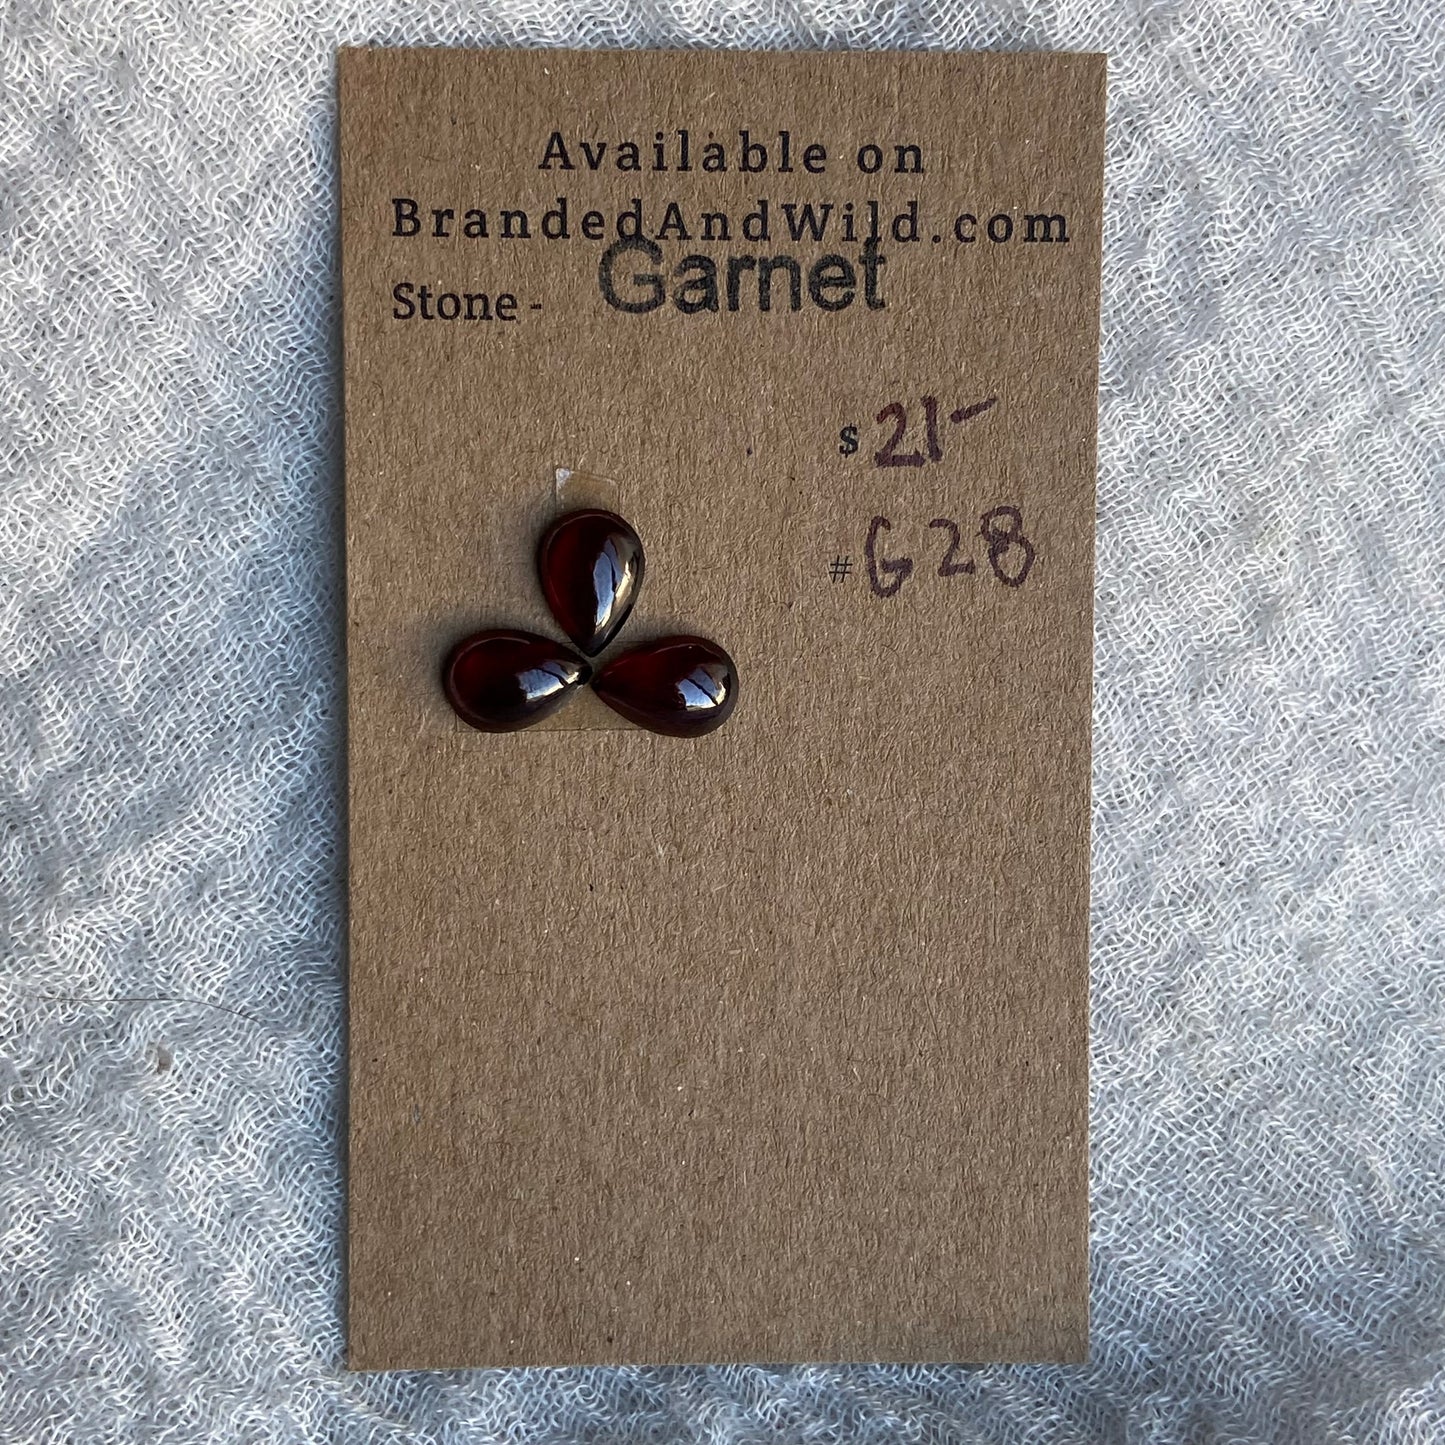 Available on
BrandedAndWild.com
Stone - Garnet
$ 21-
# G28